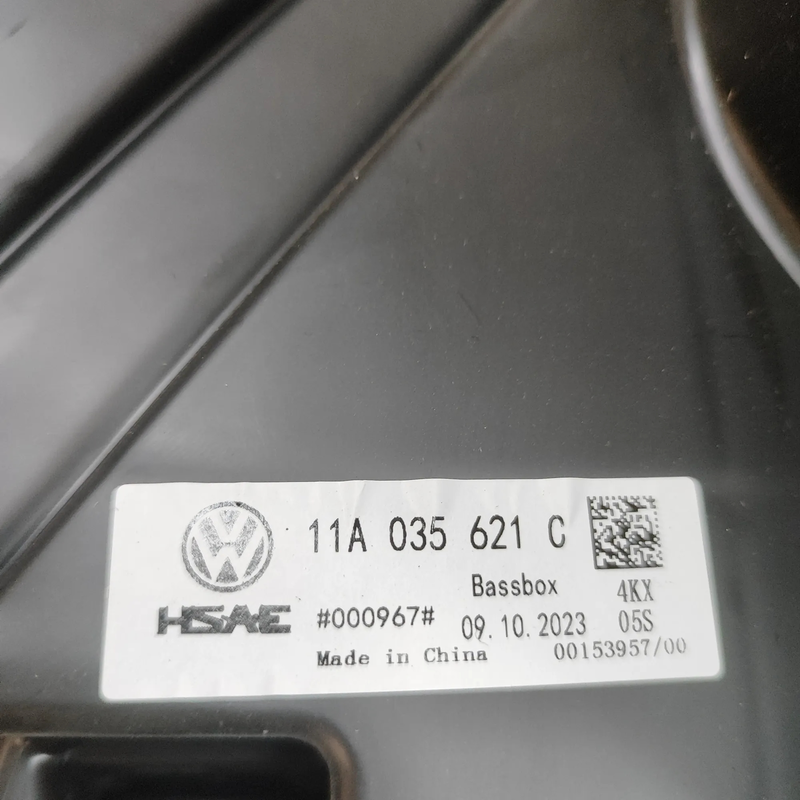 11A 035 621 C
Bassbox
4KX
HSAE
#000967#
09.10.2023
05S
Made in China
00153957/00